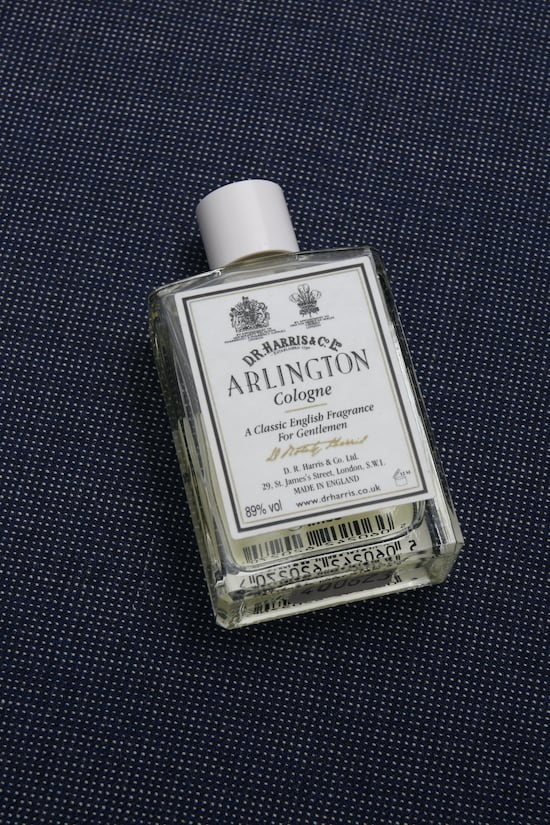 D.R. HARRIS & Co. Ltd.
ARLINGTON
Cologne
A Classic English Fragrance
For Gentlemen
D. R. Harris & Co. Ltd.
29, St. James's Street, London, S.W.1.
MADE IN ENGLAND
89% vol
www.drharris.co.uk